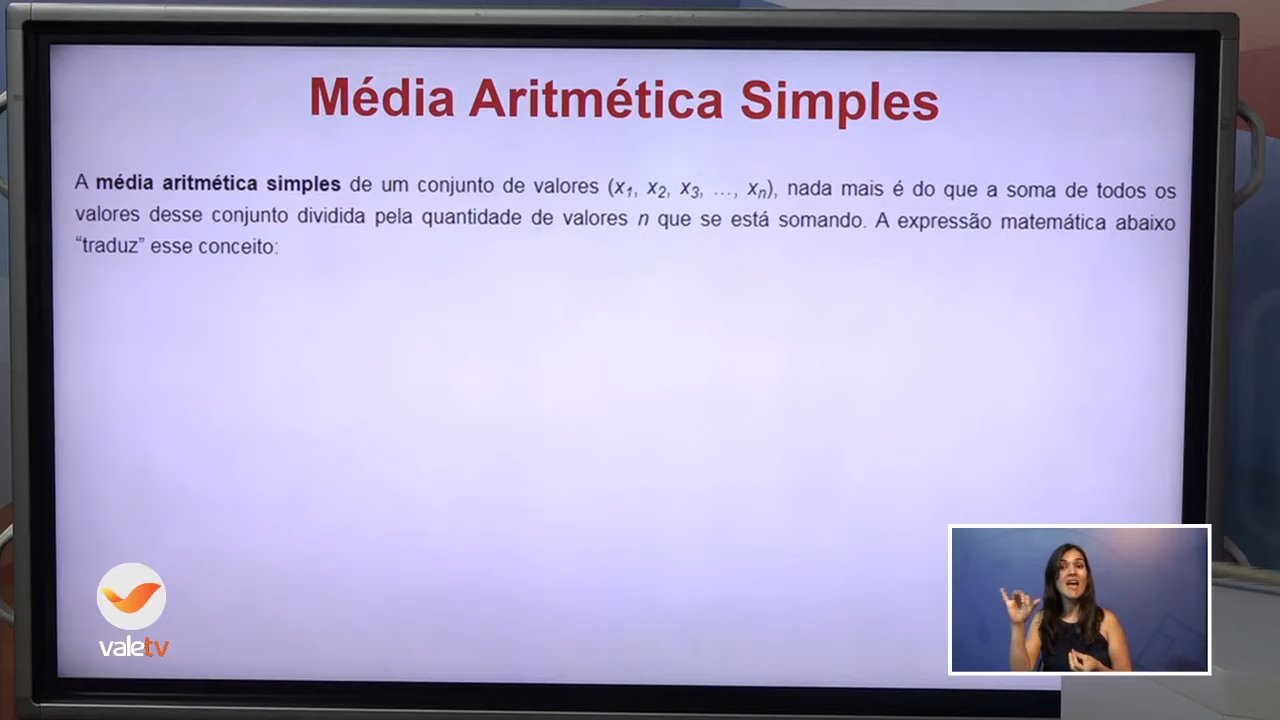 Média Aritmética Simples
A média aritmética simples de um conjunto de valores (x₁, x₂, x₃, ..., xₙ), nada mais é do que a soma de todos os
valores desse conjunto dividida pela quantidade de valores n que se está somando. A expressão matemática abaixo
“traduz” esse conceito:
valetv